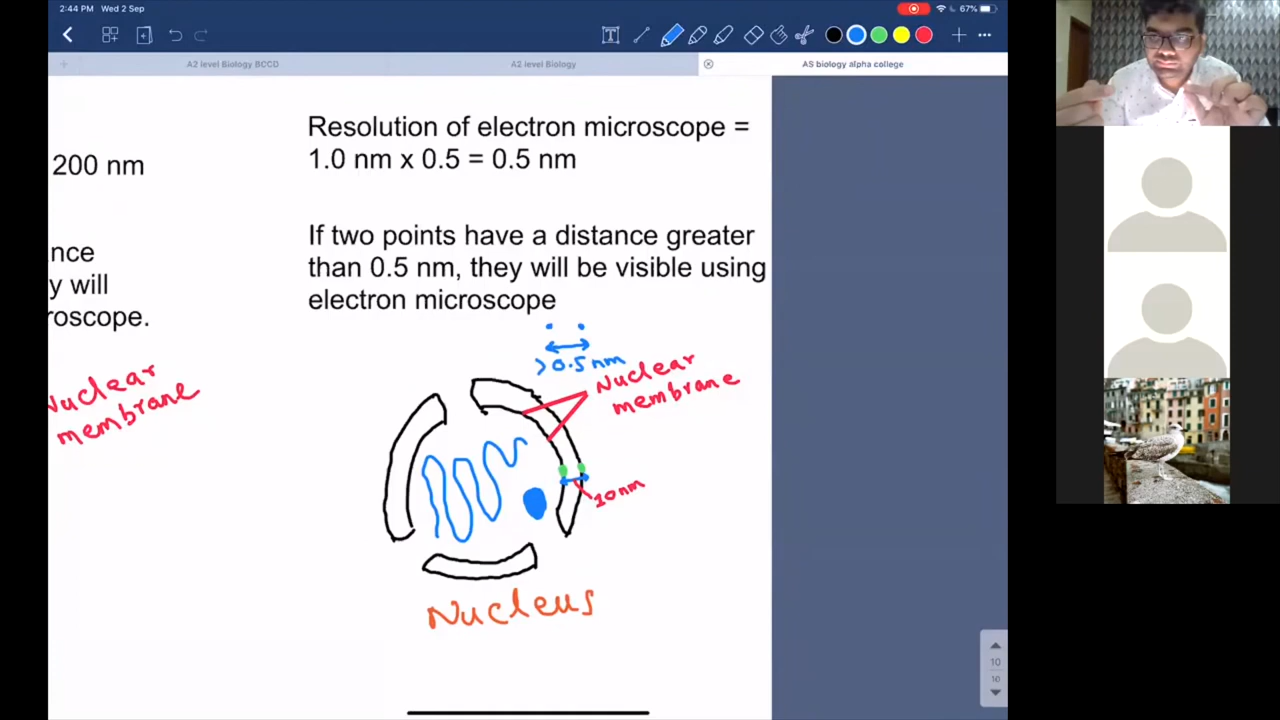 2:44 PM Wed 2 Sep
67%
A2 level Biology BCCD
A2 level Biology
AS biology alpha college
200 nm
nce
y will
roscope.
Nuclear
membrane
Resolution of electron microscope =
1.0 nm x 0.5 = 0.5 nm
If two points have a distance greater
than 0.5 nm, they will be visible using
electron microscope
>0.5 nm
Nuclear
membrane
10nm
Nucleus
10
10